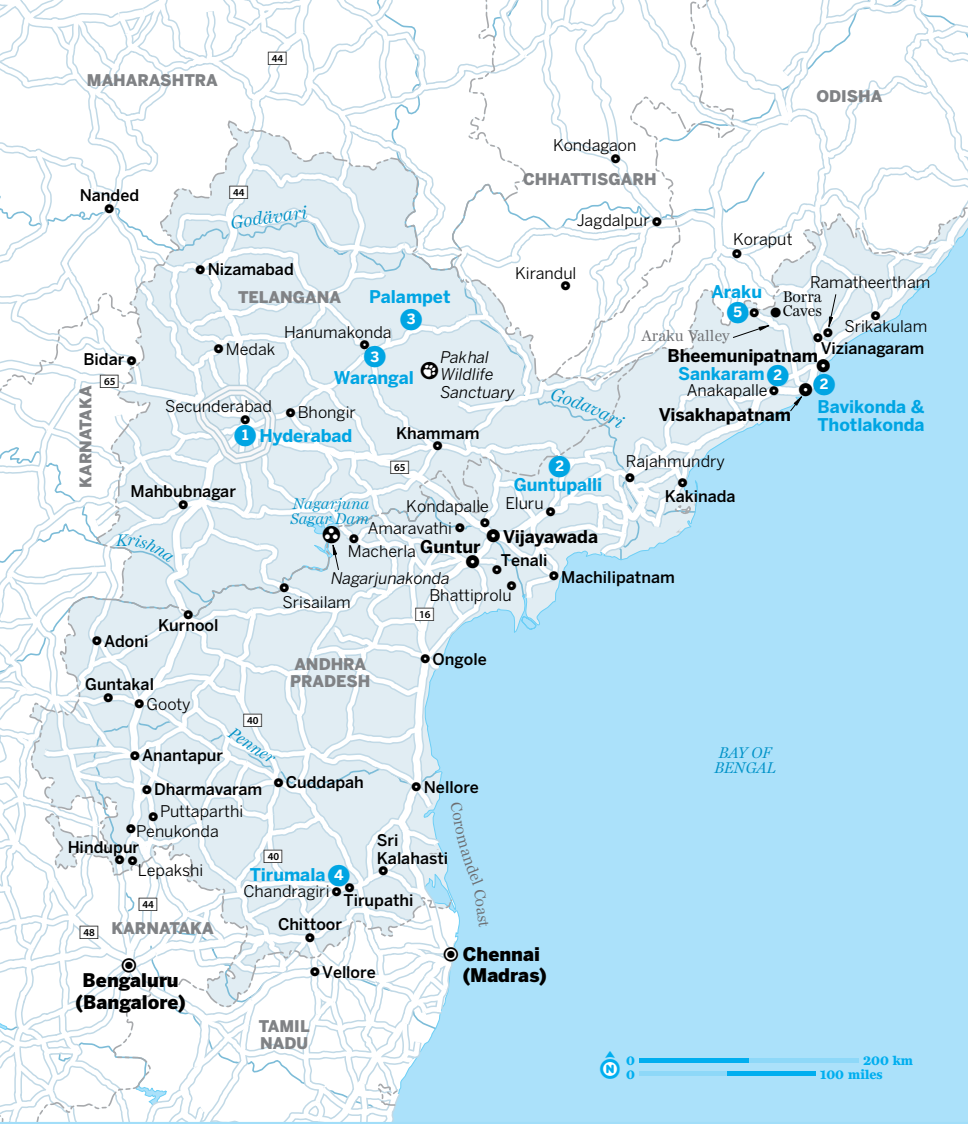 44
MAHARASHTRA
ODISHA
Kondagaon
CHHATTISGARH
44
Nanded
Godavari
Jagdalpur
Koraput
Nizamabad
Kirandul
TELANGANA
Palampet
3
Araku
5
Borra
Caves
Ramatheertham
Srikakulam
Hanumakonda
Araku Valley
Medak
3
Warangal
Pakhal
Wildlife
Sanctuary
Bheemunipatnam
Vizianagaram
Bidar
65
Sankaram
2
2
Anakapalle
Visakhapatnam
Bavikonda &
Thotlakonda
KARNATAKA
Secunderabad
Bhongir
Godavari
1
Hyderabad
Khammam
65
2
Guntupalli
Rajahmundry
Kakinada
Mahbubnagar
Nagarjuna
Sagar Dam
Kondapalle
Eluru
Amaravathi
Krishna
Macherla
Guntur
Vijayawada
Tenali
Nagarjunakonda
Machilipatnam
Bhattiprolu
Srisailam
16
Kurnool
Adoni
ANDHRA
PRADESH
Ongole
Guntakal
Gooty
40
Penner
BAY OF
BENGAL
Anantapur
Cuddapah
Dharmavaram
Nellore
Puttaparthi
Penukonda
Coromandel Coast
Hindupur
Lepakshi
40
Sri
Kalahasti
Tirumala
4
Chandragiri
Tirupathi
44
48
KARNATAKA
Chittoor
Chennai
(Madras)
Vellore
Bengaluru
(Bangalore)
TAMIL
NADU
N
0
200 km
0
100 miles